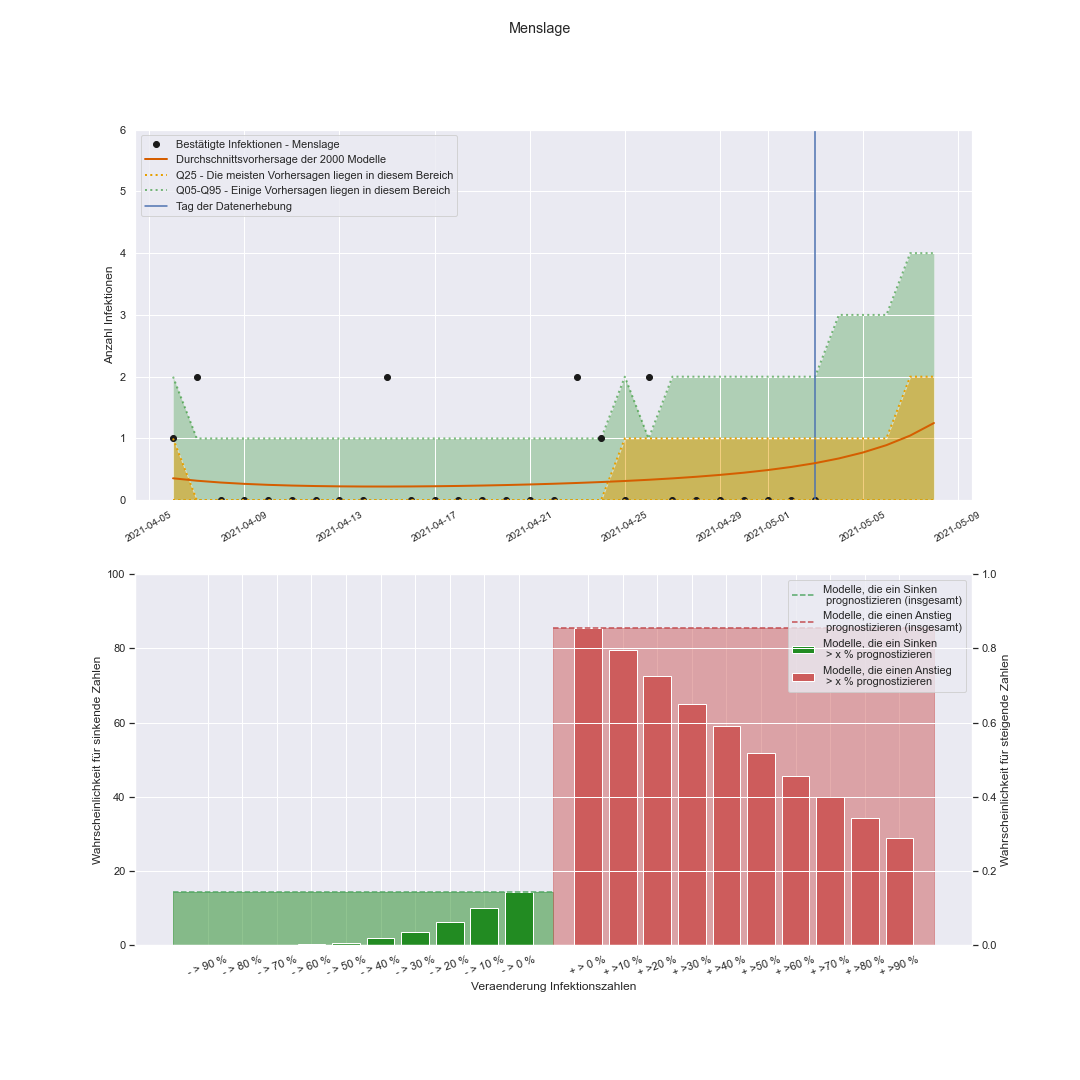 Menslage
6
5
4
3
2
1
0
Anzahl Infektionen
Bestätigte Infektionen - Menslage
Durchschnittsvorhersage der 2000 Modelle
Q25 - Die meisten Vorhersagen liegen in diesem Bereich
Q05-Q95 - Einige Vorhersagen liegen in diesem Bereich
Tag der Datenerhebung
2021-04-05
2021-04-09
2021-04-13
2021-04-17
2021-04-21
2021-04-25
2021-04-29
2021-05-01
2021-05-05
2021-05-09
100
80
60
40
20
0
Wahrscheinlichkeit für sinkende Zahlen
Modelle, die ein Sinken
prognostizieren (insgesamt)
Modelle, die einen Anstieg
prognostizieren (insgesamt)
Modelle, die ein Sinken
> x % prognostizieren
Modelle, die einen Anstieg
> x % prognostizieren
1.0
0.8
0.6
0.4
0.2
0.0
Wahrscheinlichkeit für steigende Zahlen
- > 90 %
- > 80 %
- > 70 %
- > 60 %
- > 50 %
- > 40 %
- > 30 %
- > 20 %
- > 10 %
- > 0 %
+ > 0 %
+ >10 %
+ >20 %
+ >30 %
+ >40 %
+ >50 %
+ >60 %
+ >70 %
+ >80 %
+ >90 %
Veraenderung Infektionszahlen